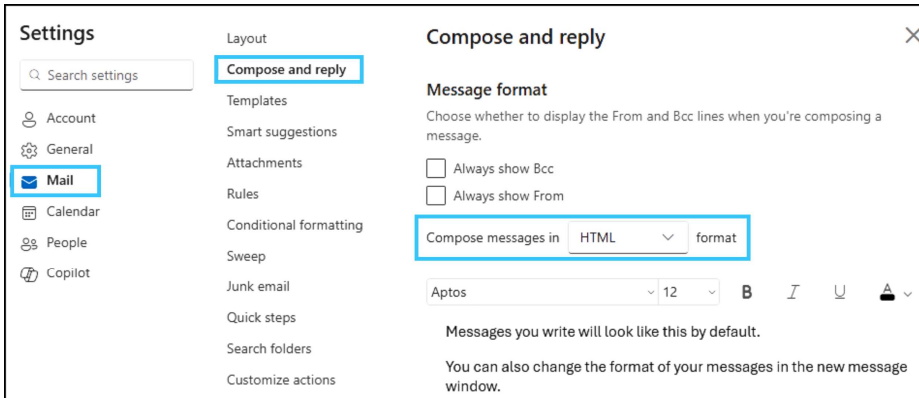 Settings
Search settings
Account
General
Mail
Calendar
People
Copilot
Layout
Compose and reply
Templates
Smart suggestions
Attachments
Rules
Conditional formatting
Sweep
Junk email
Quick steps
Search folders
Customize actions
Compose and reply
Message format
Choose whether to display the From and Bcc lines when you're composing a
message.
Always show Bcc
Always show From
Compose messages in HTML format
Aptos 12 B I U A
Messages you write will look like this by default.
You can also change the format of your messages in the new message
window.